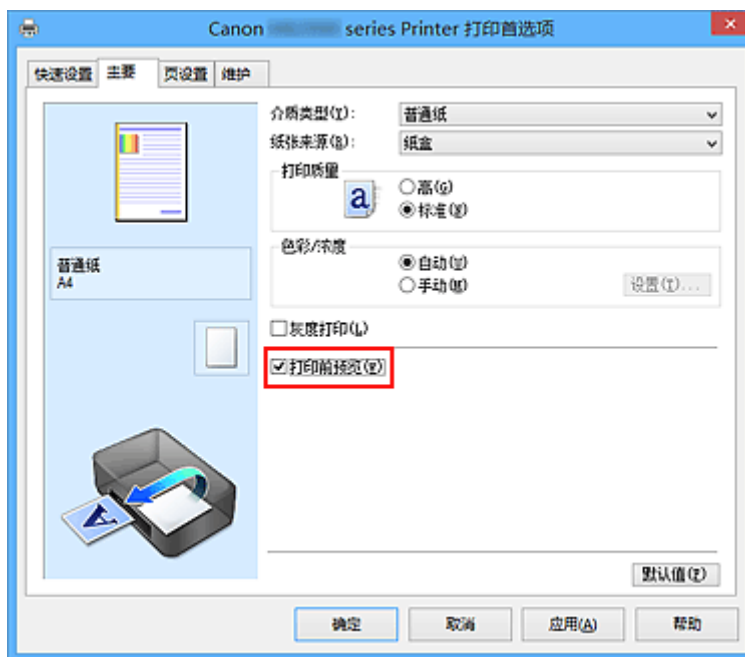 Canon series Printer 打印首选项
快速设置 主要 页设置 维护
介质类型(Y): 普通纸
纸张来源(R): 纸盒
打印质量
a
高(G)
标准(X)
色彩/浓度
自动(U)
手动(M) 设置(T)...
普通纸
A4
灰度打印(L)
打印前预览(P)
A
默认值(F)
确定 取消 应用(A) 帮助